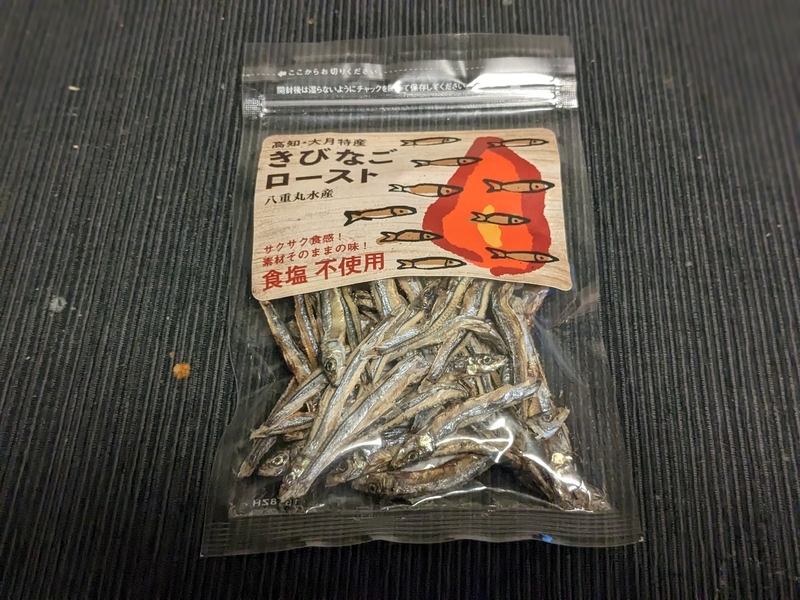 ここからお切りください
開封後は湿らないようにチャックを閉めて保存してください
高知・大月特産
きびなご
ロースト
八重丸水産
サクサク食感！
素材そのままの味！
食塩 不使用